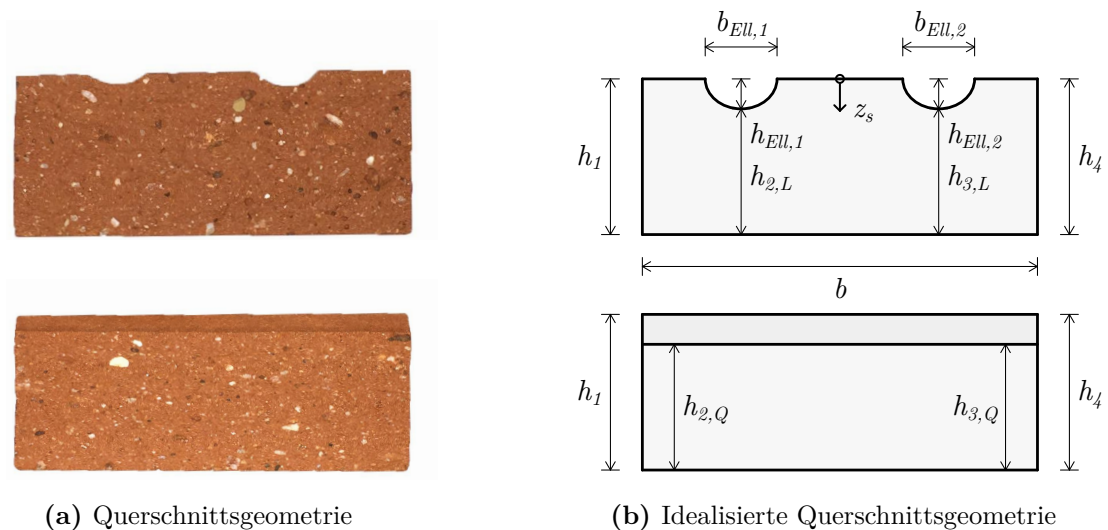 b_{Ell,1} b_{Ell,2}
z_s
h_{Ell,1} h_{Ell,2}
h_1 h_{2,L} h_{3,L} h_4
b
h_1 h_{2,Q} h_{3,Q} h_4
(a) Querschnittsgeometrie (b) Idealisierte Querschnittsgeometrie